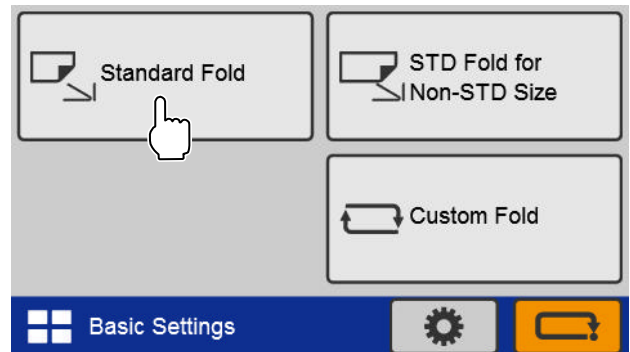 Standard Fold
STD Fold for
Non-STD Size
Custom Fold
Basic Settings